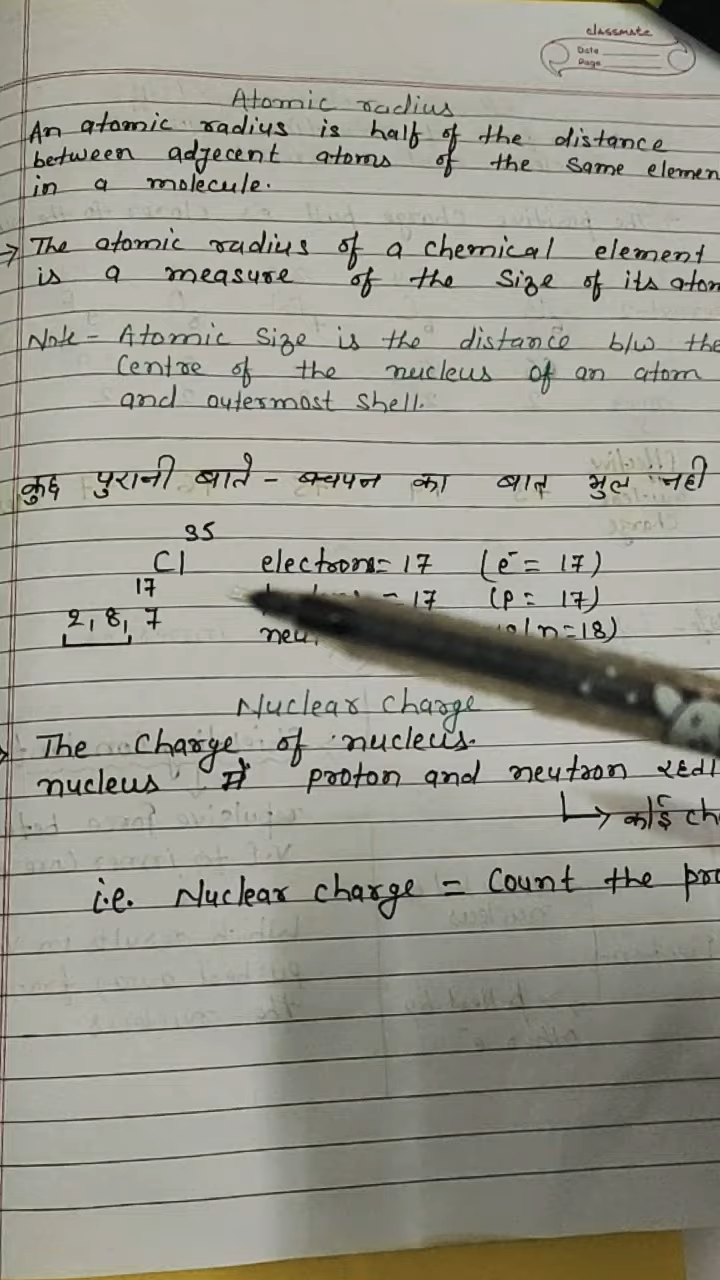 classmate
Date
Page
Atomic radius
An atomic radius is half of the distance
between adjecent atoms of the same elemen
in a molecule.
→ The atomic radius of a chemical element
is a measure of the size of its atom
Note - Atomic size is the distance b/w the
Centre of the nucleus of an atom
and outermost shell.
कुछ पुरानी बाते - बचपन का बात भुल नही
35
Cl electrons = 17 (e⁻ = 17)
17 = 17 (p = 17)
2, 8, 7 neu (n=18)
Nuclear charge
The Charge of nucleus.
nucleus में proton and neutron रहता
↳ कोई ch
i.e. Nuclear charge = Count the pro